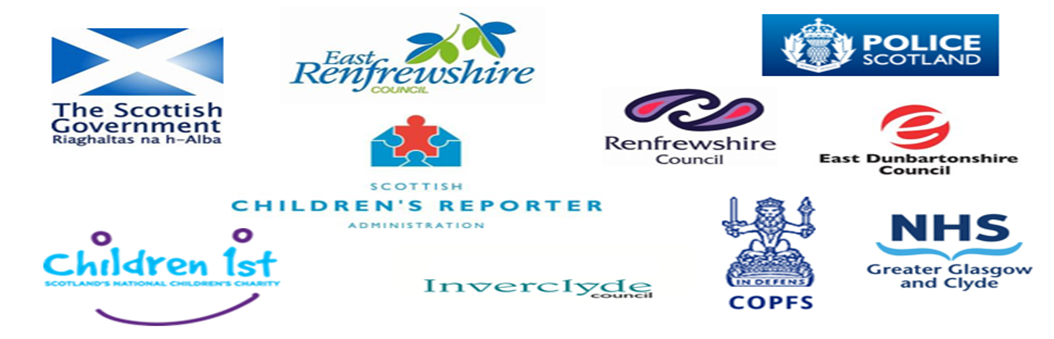 The Scottish
Government
Riaghaltas na h-Alba
East
Renfrewshire
COUNCIL
POLICE
SCOTLAND
Renfrewshire
Council
East Dunbartonshire
Council
SCOTTISH
CHILDREN'S REPORTER
ADMINISTRATION
Children 1st
SCOTLAND'S NATIONAL CHILDREN'S CHARITY
Inverclyde
council
IN DEFENS
COPFS
NHS
Greater Glasgow
and Clyde